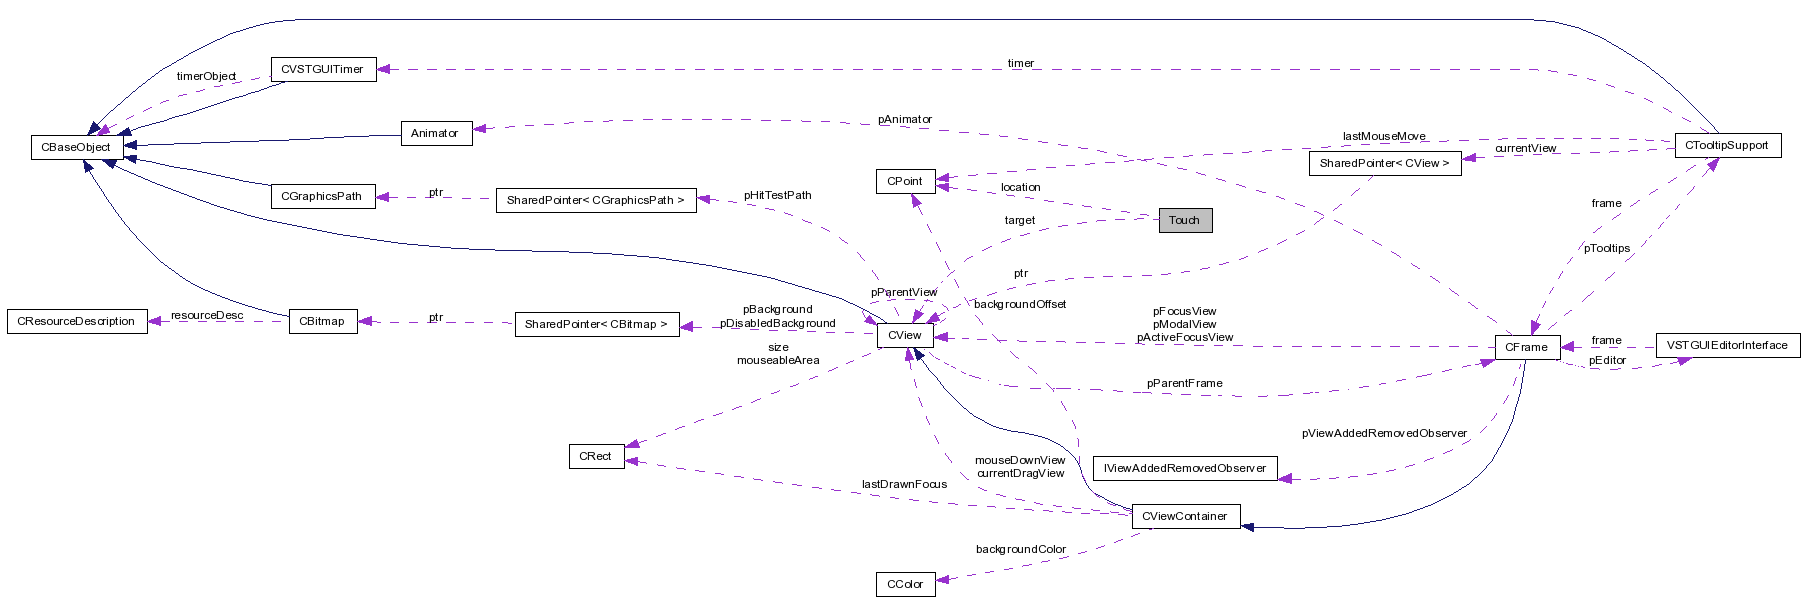 CVSTGUITimer
timerObject
timer
Animator
pAnimator
lastMouseMove
currentView
CTooltipSupport
CBaseObject
SharedPointer< CView >
CPoint
location
CGraphicsPath
ptr
SharedPointer< CGraphicsPath >
pHitTestPath
Touch
target
frame
pTooltips
ptr
pParentView
backgroundOffset
CResourceDescription
resourceDesc
CBitmap
ptr
SharedPointer< CBitmap >
pBackground
pDisabledBackground
CView
pFocusView
pModalView
pActiveFocusView
CFrame
frame
pEditor
VSTGUIEditorInterface
size
mouseableArea
pParentFrame
pViewAddedRemovedObserver
CRect
mouseDownView
currentDragView
IViewAddedRemovedObserver
lastDrawnFocus
CViewContainer
backgroundColor
CColor